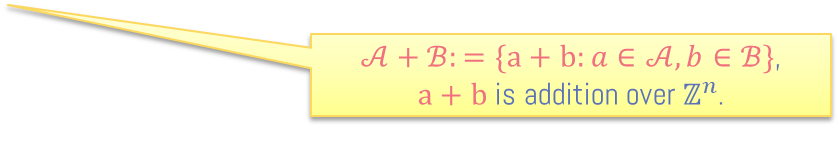 𝒜 + ℬ: = {a + b: 𝑎 ∈ 𝒜, 𝑏 ∈ ℬ},
a + b is addition over ℤⁿ.